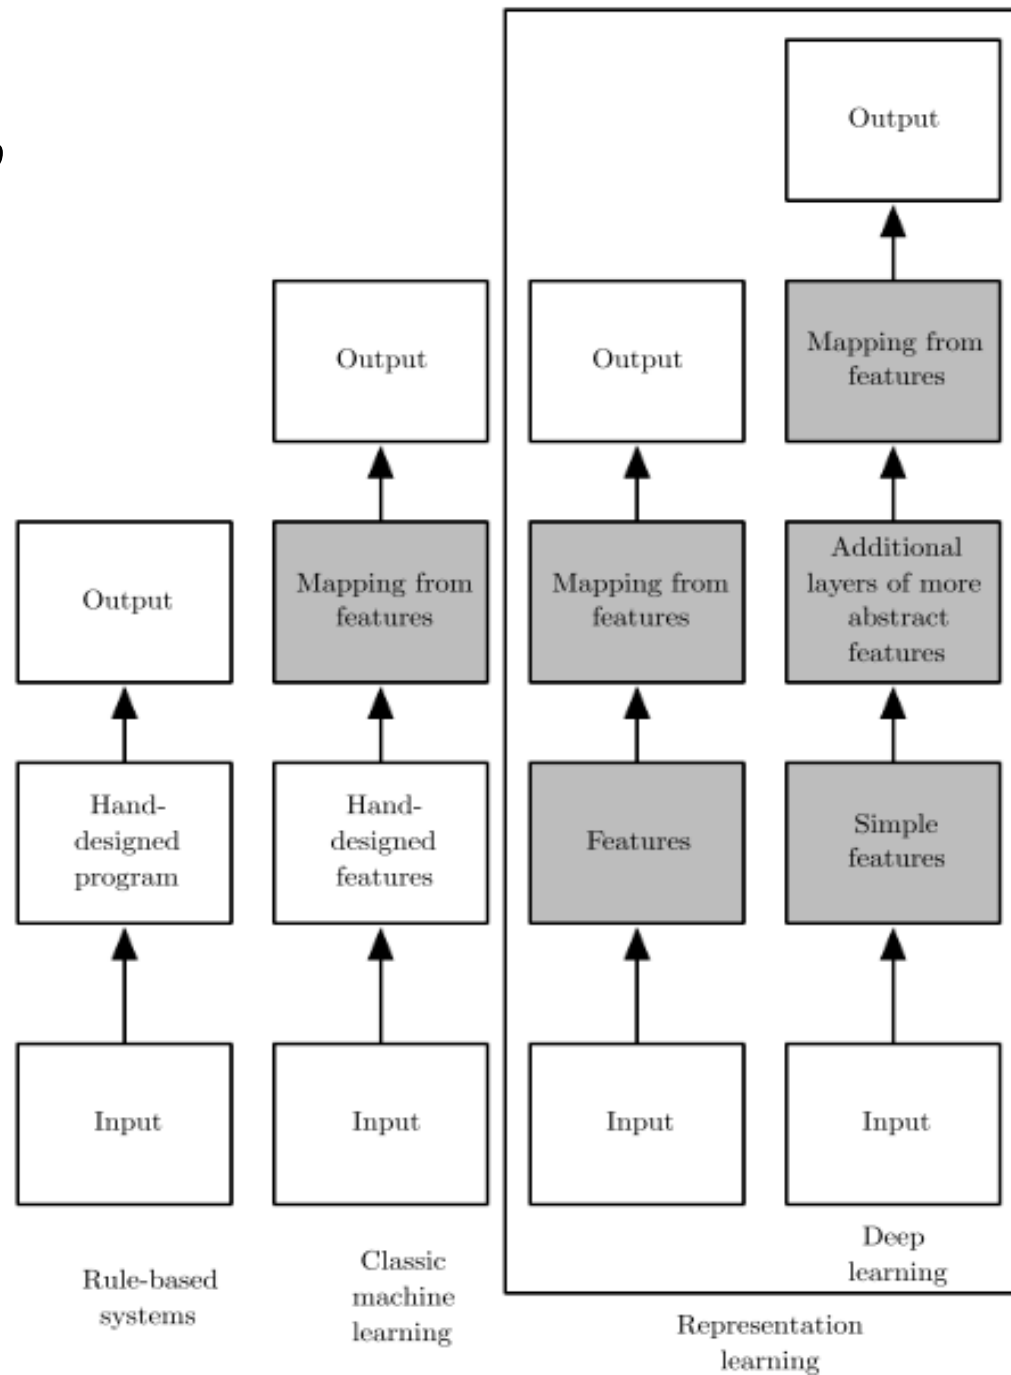 Output
Hand-
designed
program
Input
Rule-based
systems
Output
Mapping from
features
Hand-
designed
features
Input
Classic
machine
learning
Output
Mapping from
features
Features
Input
Output
Mapping from
features
Additional
layers of more
abstract
features
Simple
features
Input
Deep
learning
Representation
learning